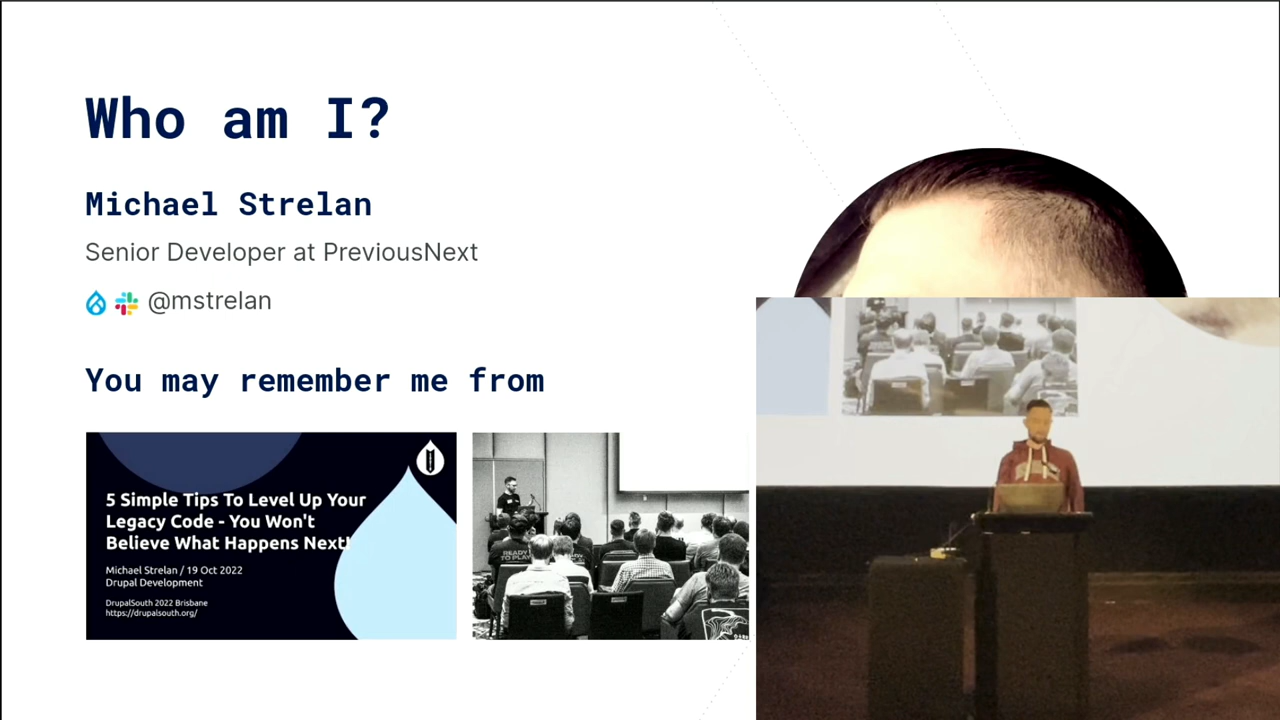 Who am I?
Michael Strelan
Senior Developer at PreviousNext
@mstrelan
You may remember me from
5 Simple Tips To Level Up Your
Legacy Code - You Won't
Believe What Happens Next!
Michael Strelan / 19 Oct 2022
Drupal Development
DrupalSouth 2022 Brisbane
https://drupalsouth.org/
READY
TO PLAY